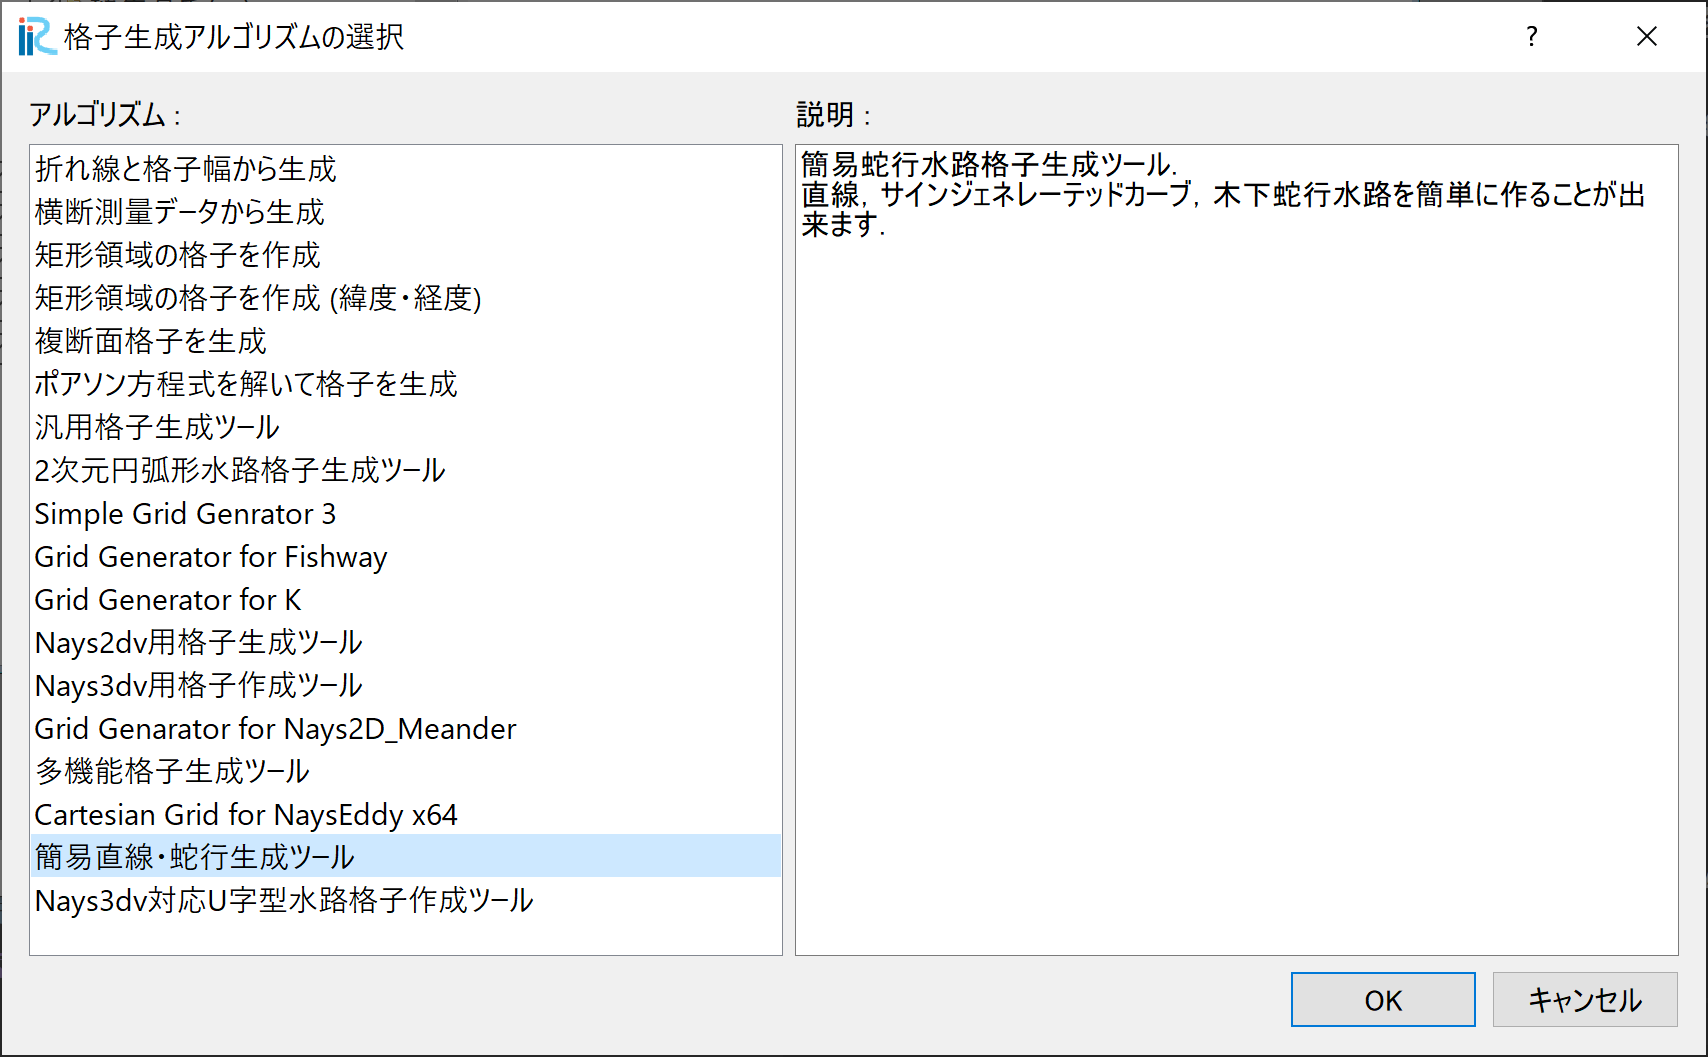 格子生成アルゴリズムの選択
?
アルゴリズム :
折れ線と格子幅から生成
横断測量データから生成
矩形領域の格子を作成
矩形領域の格子を作成 (緯度・経度)
複断面格子を生成
ポアソン方程式を解いて格子を生成
汎用格子生成ツール
2次元円弧形水路格子生成ツール
Simple Grid Genrator 3
Grid Generator for Fishway
Grid Generator for K
Nays2dv用格子生成ツール
Nays3dv用格子作成ツール
Grid Genarator for Nays2D_Meander
多機能格子生成ツール
Cartesian Grid for NaysEddy x64
簡易直線・蛇行生成ツール
Nays3dv対応U字型水路格子作成ツール
説明 :
簡易蛇行水路格子生成ツール.
直線, サインジェネレーテッドカーブ, 木下蛇行水路を簡単に作ることが出
来ます.
OK
キャンセル